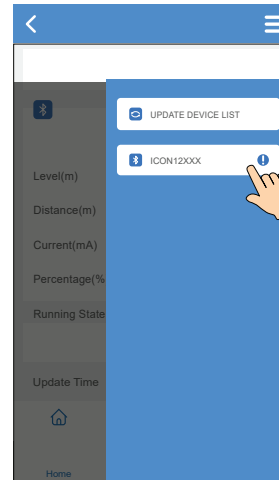 UPDATE DEVICE LIST
ICON12XXX
Level(m)
Distance(m)
Current(mA)
Percentage(%
Running State
Update Time
Home